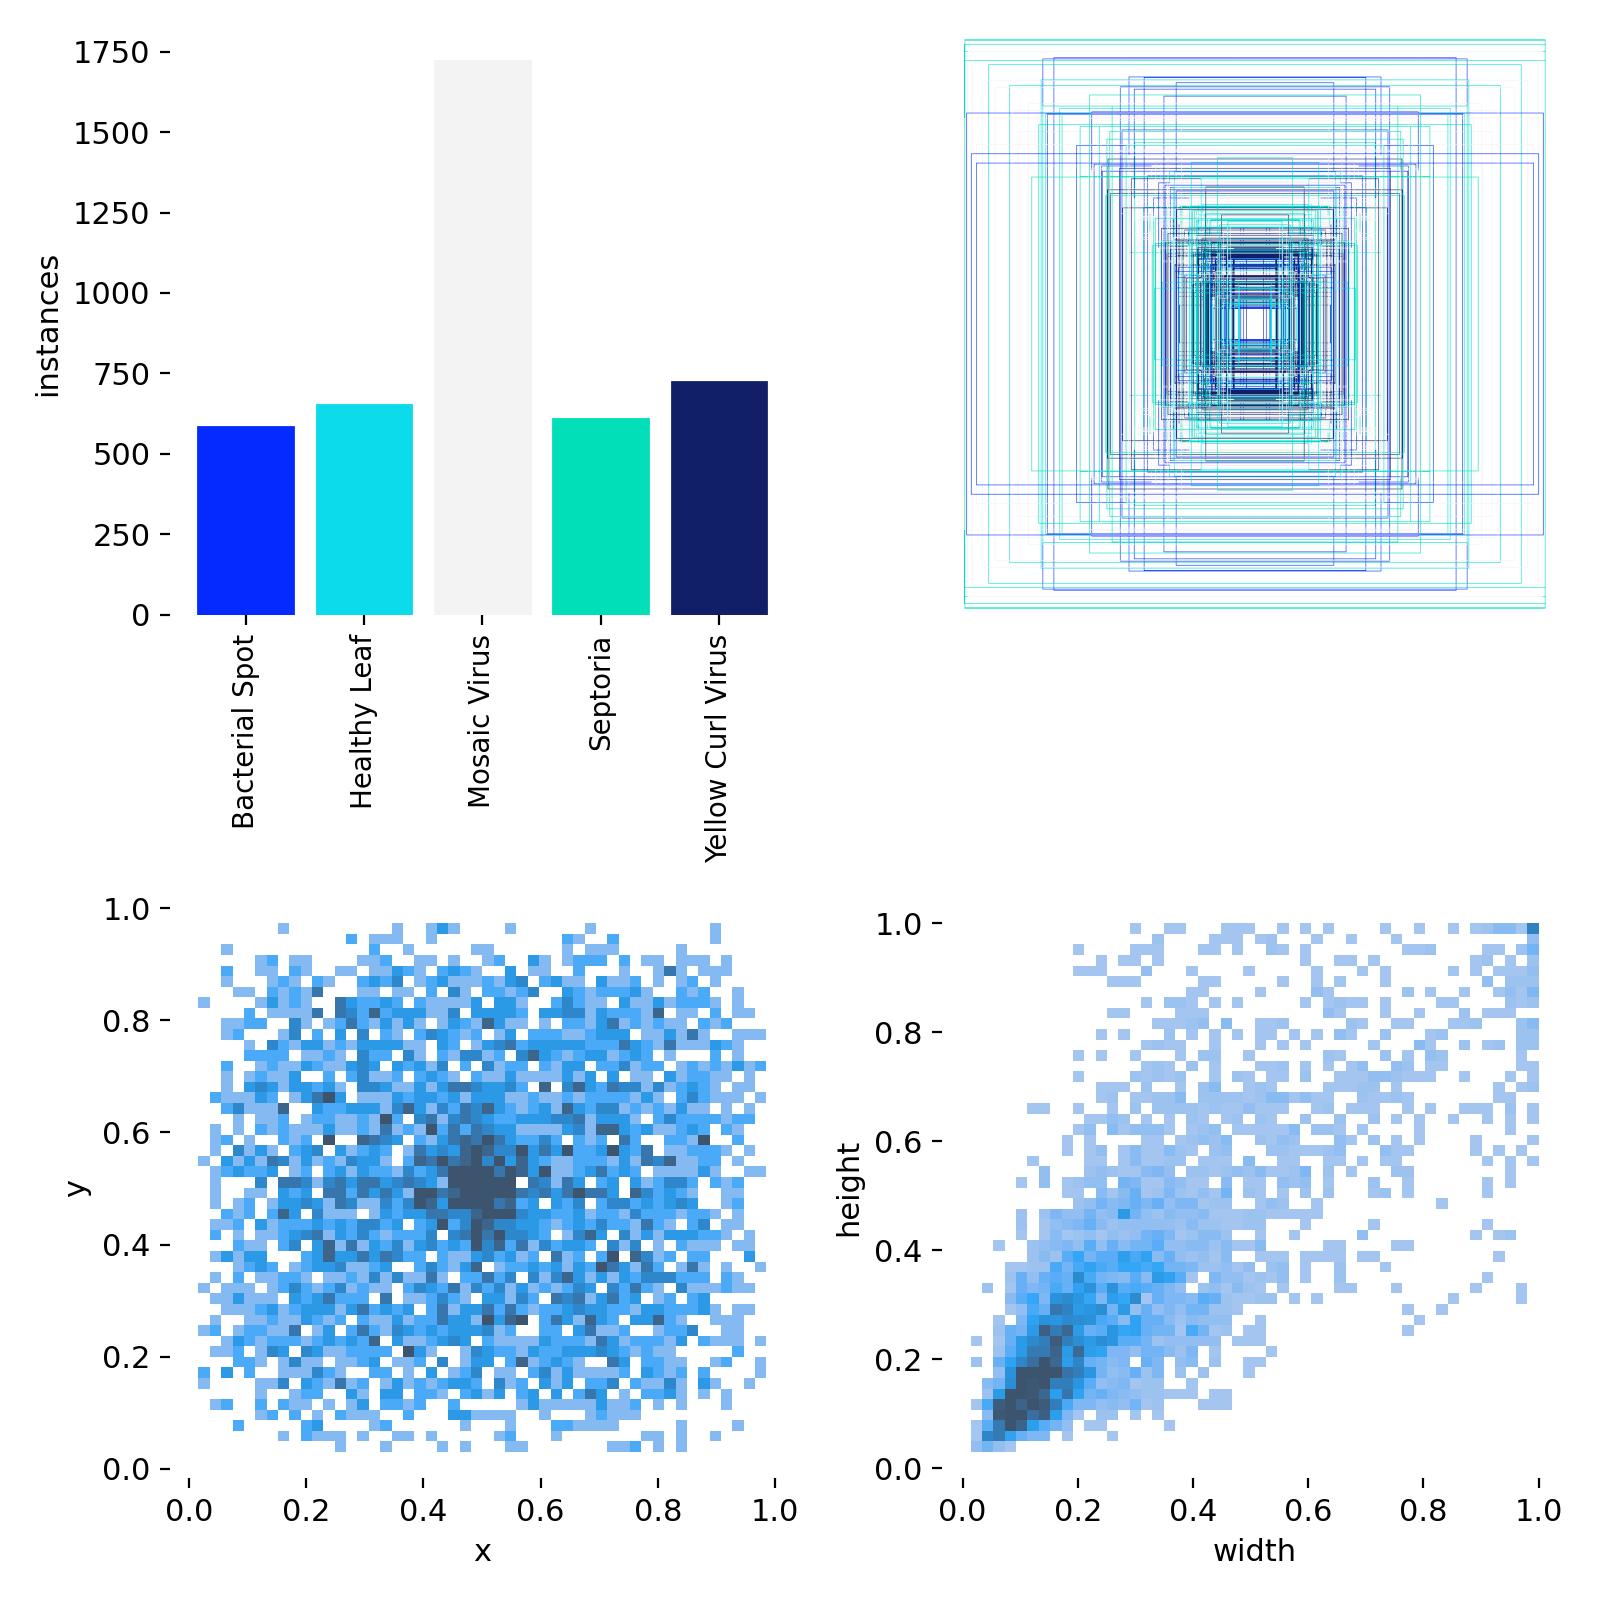 instances
1750
1500
1250
1000
750
500
250
0
Bacterial Spot
Healthy Leaf
Mosaic Virus
Septoria
Yellow Curl Virus
y
1.0
0.8
0.6
0.4
0.2
0.0
0.0 0.2 0.4 0.6 0.8 1.0
x
height
1.0
0.8
0.6
0.4
0.2
0.0
0.0 0.2 0.4 0.6 0.8 1.0
width